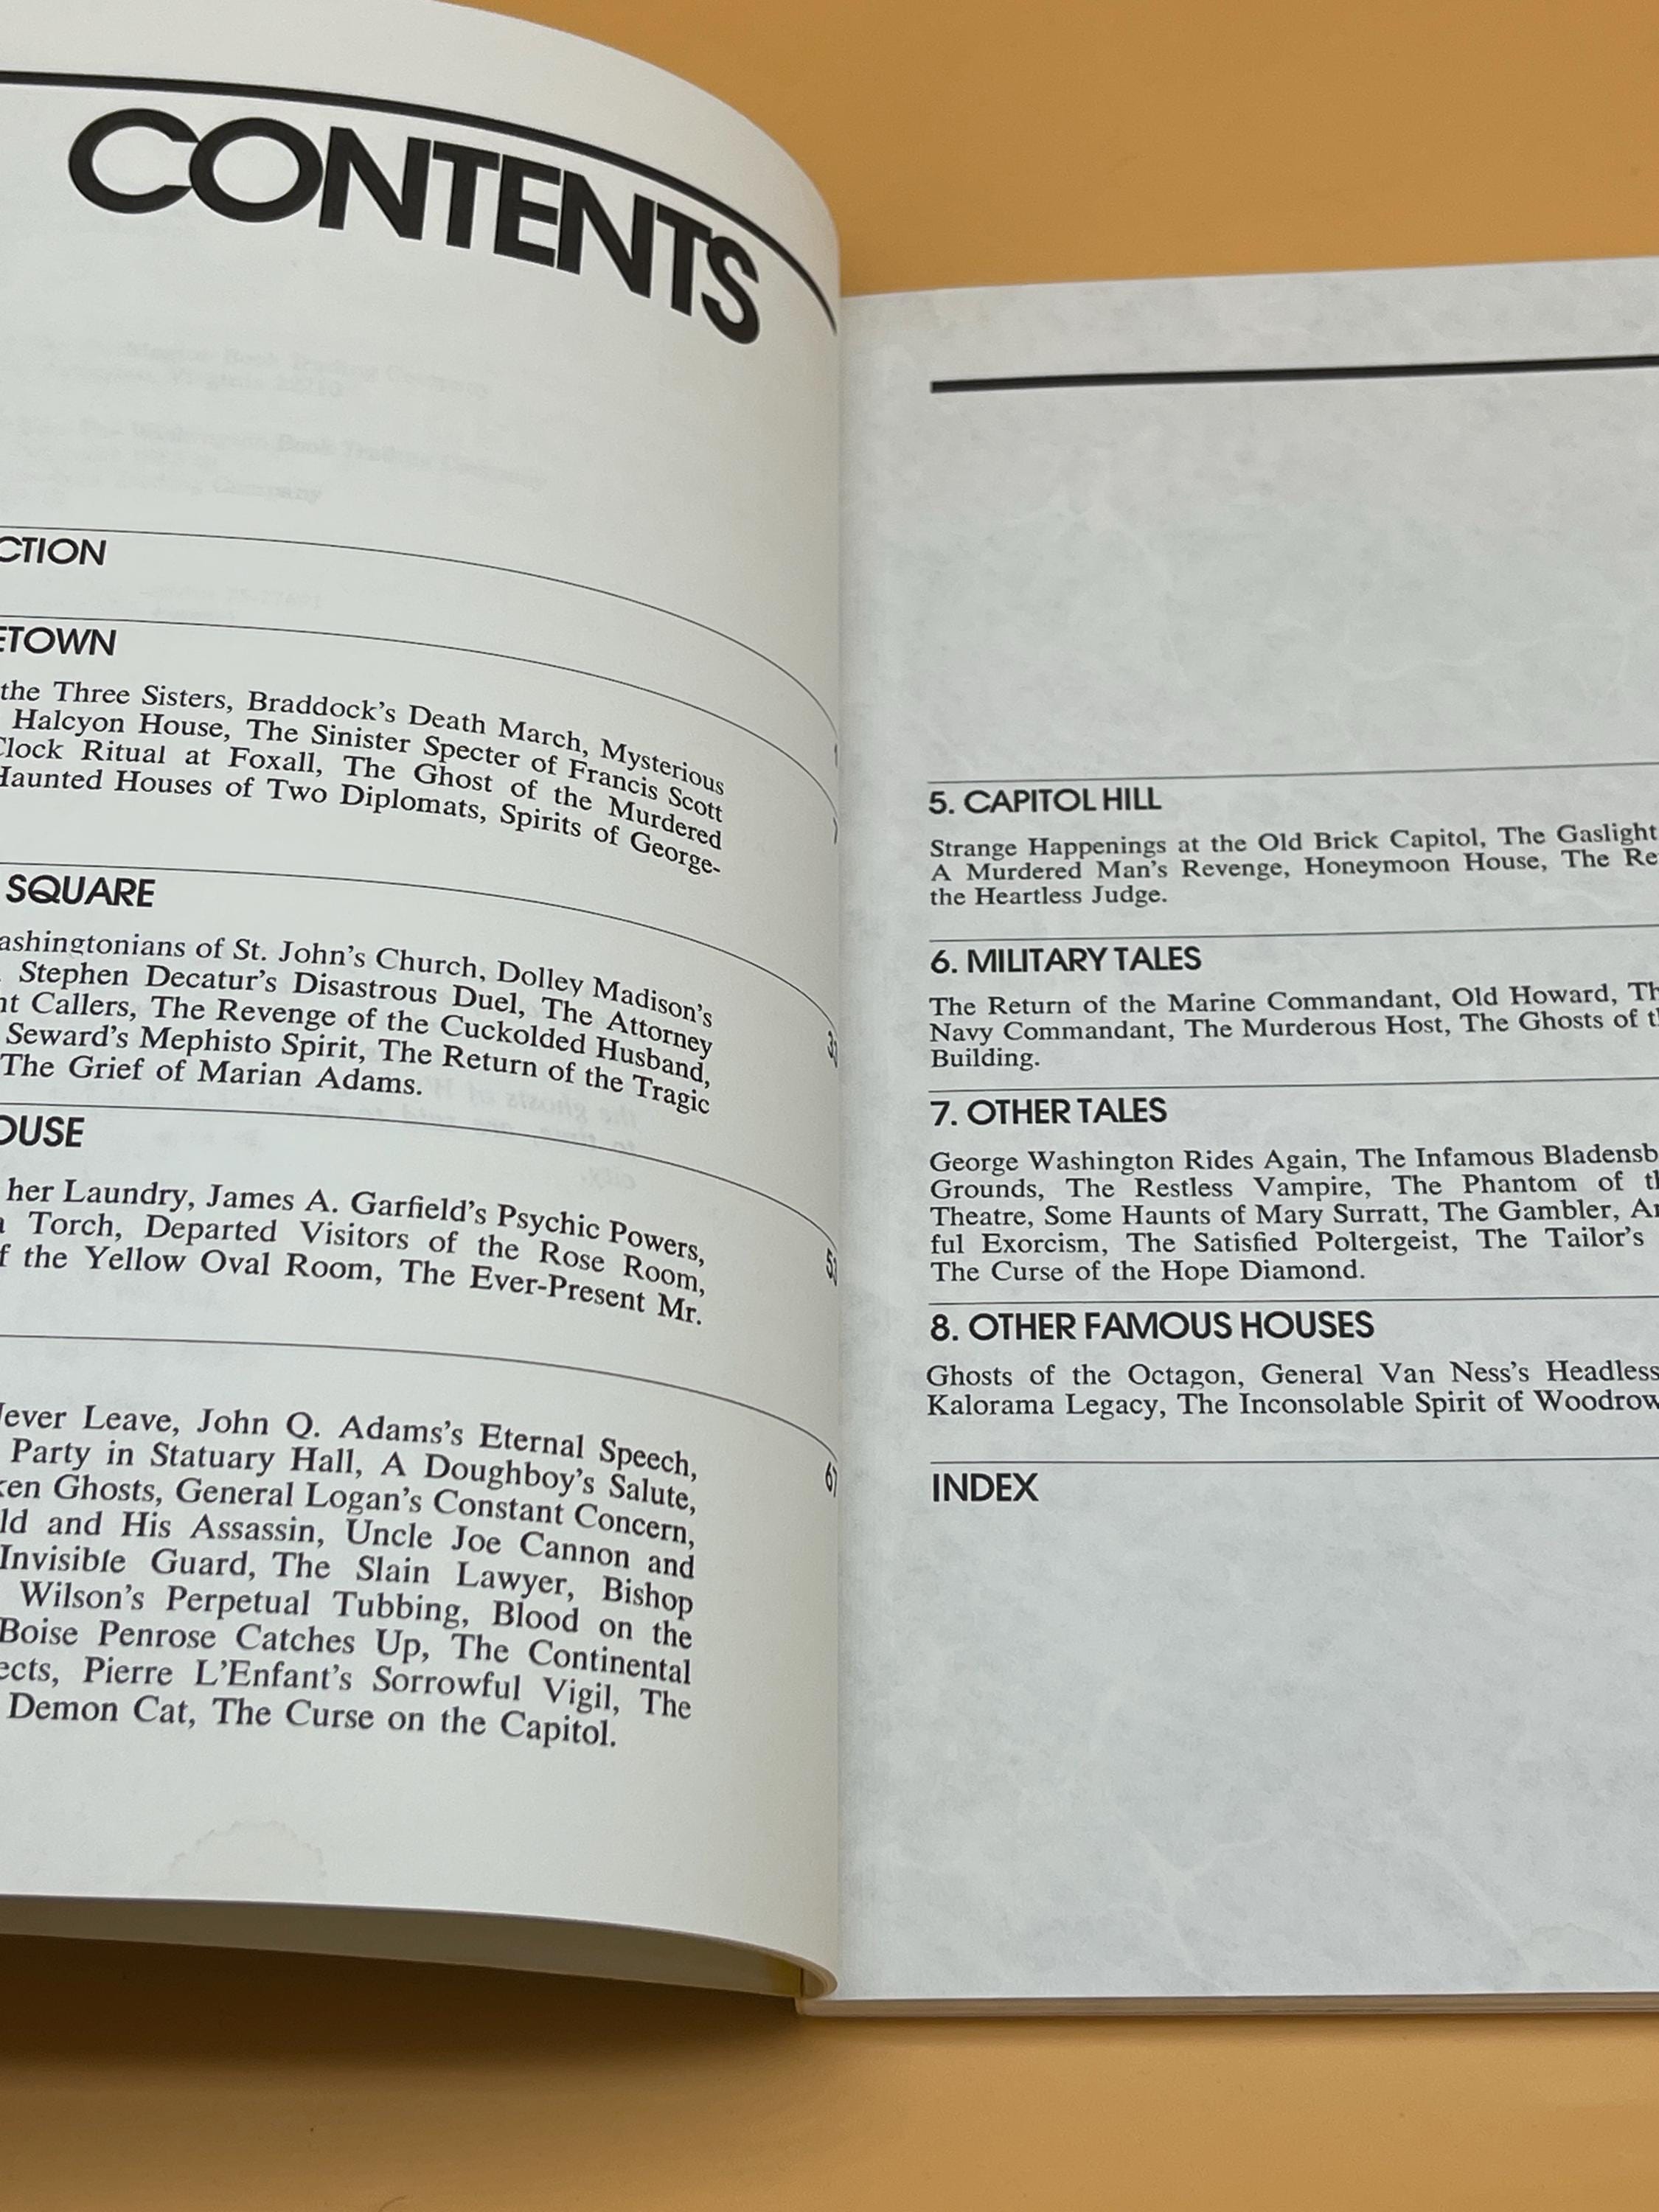 CONTENTS
CTION
1
ETOWN
7
the Three Sisters, Braddock's Death March, Mysterious
Halcyon House, The Sinister Specter of Francis Scott
Clock Ritual at Foxall, The Ghost of the Murdered
Haunted Houses of Two Diplomats, Spirits of George-
SQUARE
ashingtonians of St. John's Church, Dolley Madison's
Stephen Decatur's Disastrous Duel, The Attorney
nt Callers, The Revenge of the Cuckolded Husband,
Seward's Mephisto Spirit, The Return of the Tragic
The Grief of Marian Adams.
OUSE
her Laundry, James A. Garfield's Psychic Powers,
a Torch, Departed Visitors of the Rose Room,
f the Yellow Oval Room, The Ever-Present Mr.
Never Leave, John Q. Adams's Eternal Speech,
Party in Statuary Hall, A Doughboy's Salute,
ken Ghosts, General Logan's Constant Concern,
ld and His Assassin, Uncle Joe Cannon and
Invisible Guard, The Slain Lawyer, Bishop
Wilson's Perpetual Tubbing, Blood on the
Boise Penrose Catches Up, The Continental
ects, Pierre L'Enfant's Sorrowful Vigil, The
Demon Cat, The Curse on the Capitol.
5. CAPITOL HILL
Strange Happenings at the Old Brick Capitol, The Gaslight
A Murdered Man's Revenge, Honeymoon House, The Re
the Heartless Judge.
6. MILITARY TALES
The Return of the Marine Commandant, Old Howard, Th
Navy Commandant, The Murderous Host, The Ghosts of t
Building.
7. OTHER TALES
George Washington Rides Again, The Infamous Bladensb
Grounds, The Restless Vampire, The Phantom of t
Theatre, Some Haunts of Mary Surratt, The Gambler, A
ful Exorcism, The Satisfied Poltergeist, The Tailor's
The Curse of the Hope Diamond.
8. OTHER FAMOUS HOUSES
Ghosts of the Octagon, General Van Ness's Headless
Kalorama Legacy, The Inconsolable Spirit of Woodrow
INDEX